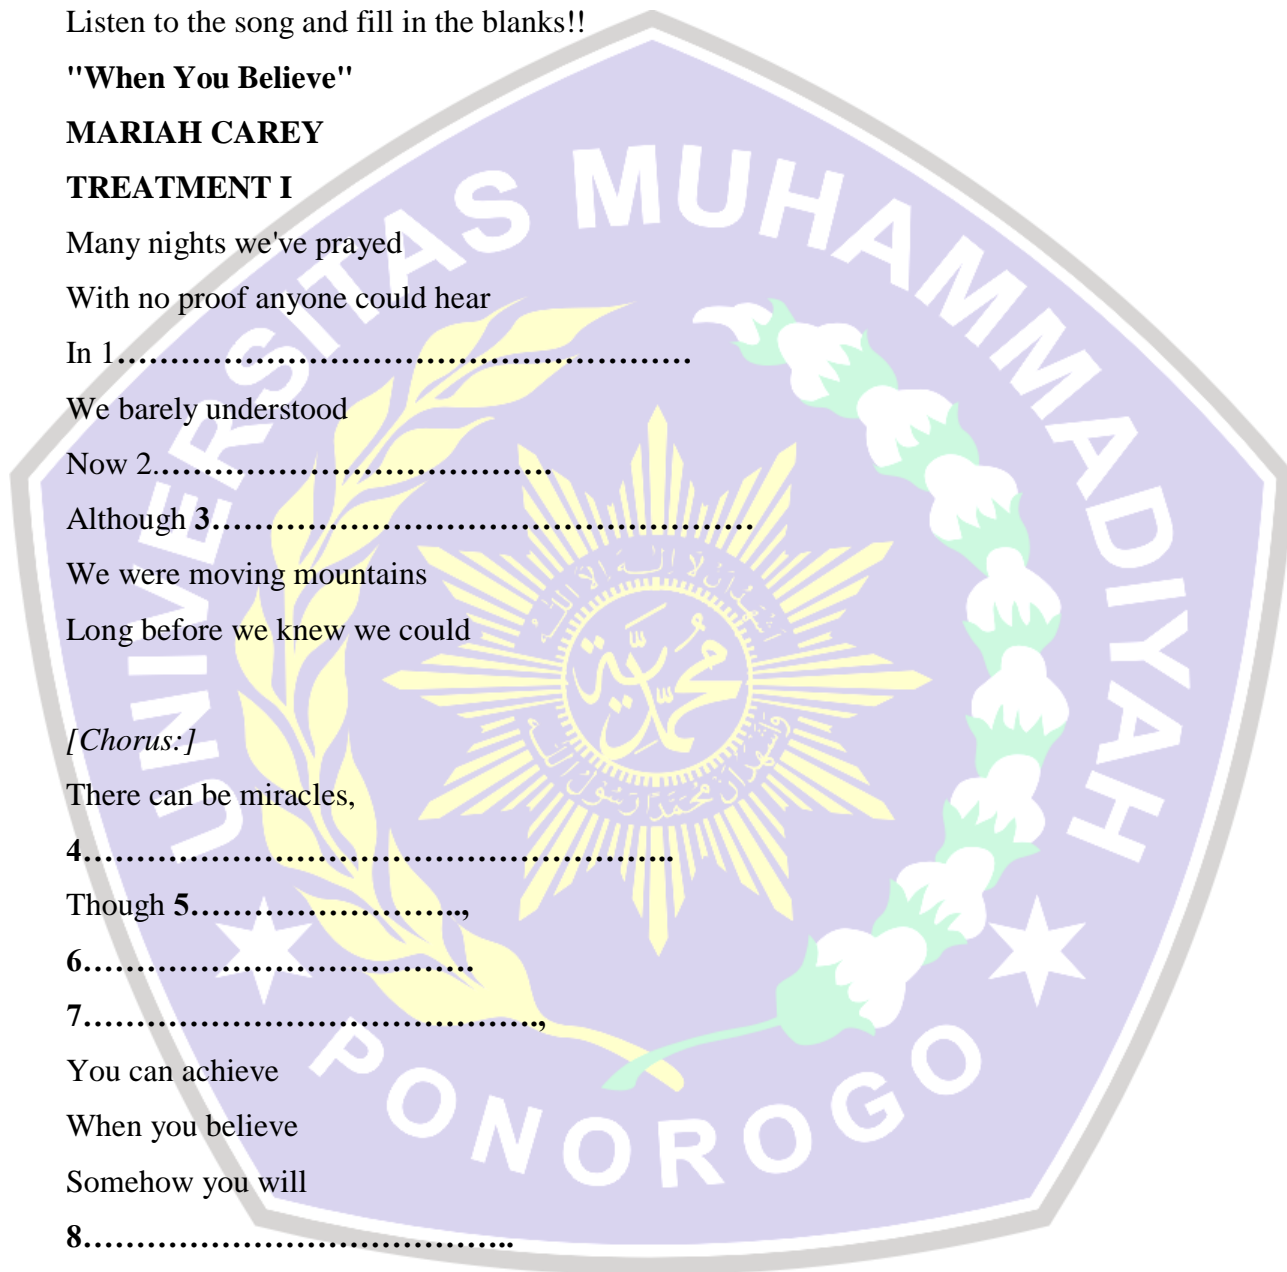 Listen to the song and fill in the blanks!!
"When You Believe"
MARIAH CAREY
TREATMENT I
Many nights we've prayed
With no proof anyone could hear
In 1………………………………………………
We barely understood
Now 2……………………………….
Although 3……………………………………………
We were moving mountains
Long before we knew we could
[Chorus:]
There can be miracles,
4………………………………………………..
Though 5……………………..,
6……………………………….
7…………………………………….,
You can achieve
When you believe
Somehow you will
8…………………………………..
UNIVERSITAS MUHAMMADIYAH
PONOROGO
محمدية